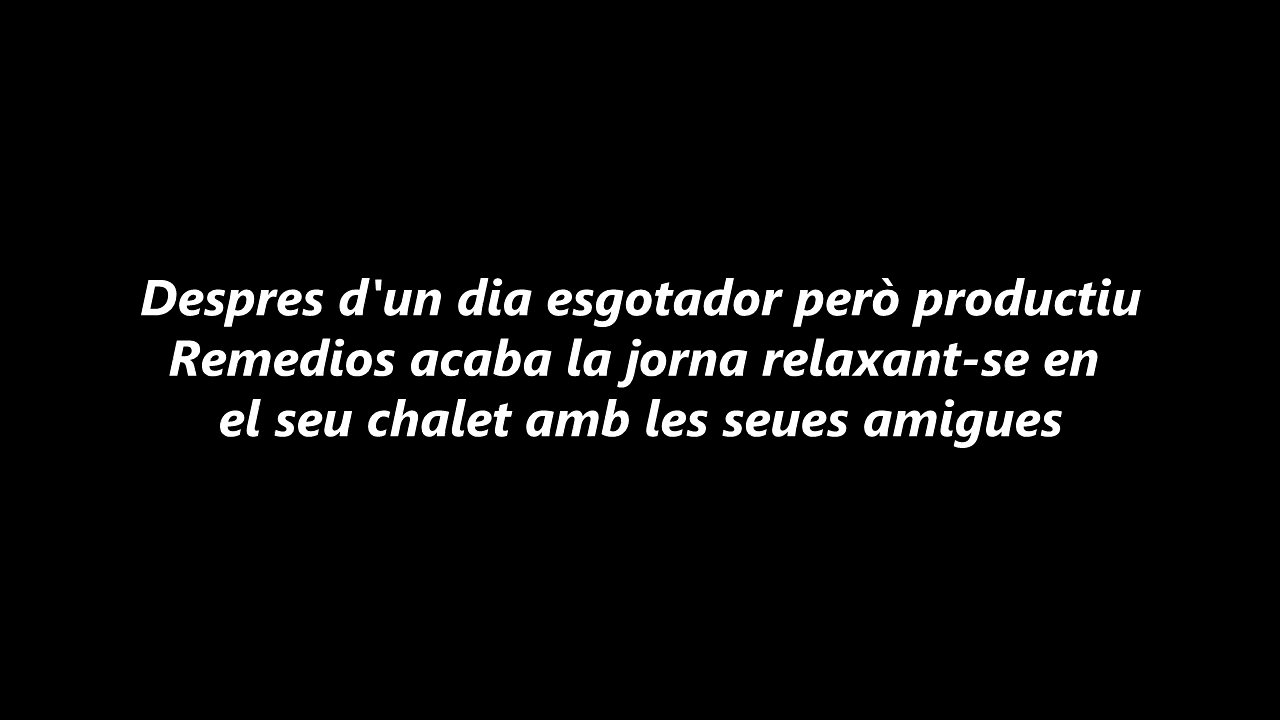 Despres d'un dia esgotador però productiu
Remedios acaba la jorna relaxant-se en
el seu chalet amb les seues amigues